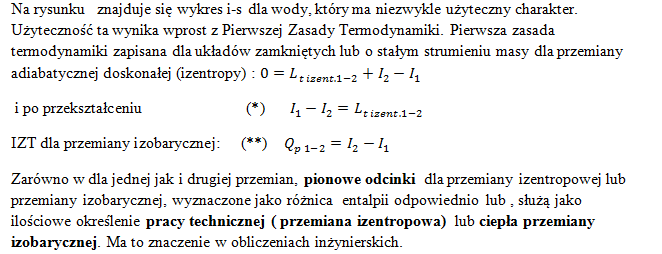 Na rysunku znajduje się wykres i-s dla wody, który ma niezwykle użyteczny charakter.
Użyteczność ta wynika wprost z Pierwszej Zasady Termodynamiki. Pierwsza zasada
termodynamiki zapisana dla układów zamkniętych lub o stałym strumieniu masy dla przemiany
adiabatycznej doskonałej (izentropy) : 0 = L_{t izent.1−2} + I_2 − I_1
i po przekształceniu (*) I_1 − I_2 = L_{t izent.1−2}
IZT dla przemiany izobarycznej: (**) Q_{p 1−2} = I_2 − I_1
Zarówno w dla jednej jak i drugiej przemian, pionowe odcinki dla przemiany izentropowej lub
przemiany izobarycznej, wyznaczone jako różnica entalpii odpowiednio lub , służą jako
ilościowe określenie pracy technicznej ( przemiana izentropowa) lub ciepła przemiany
izobarycznej. Ma to znaczenie w obliczeniach inżynierskich.